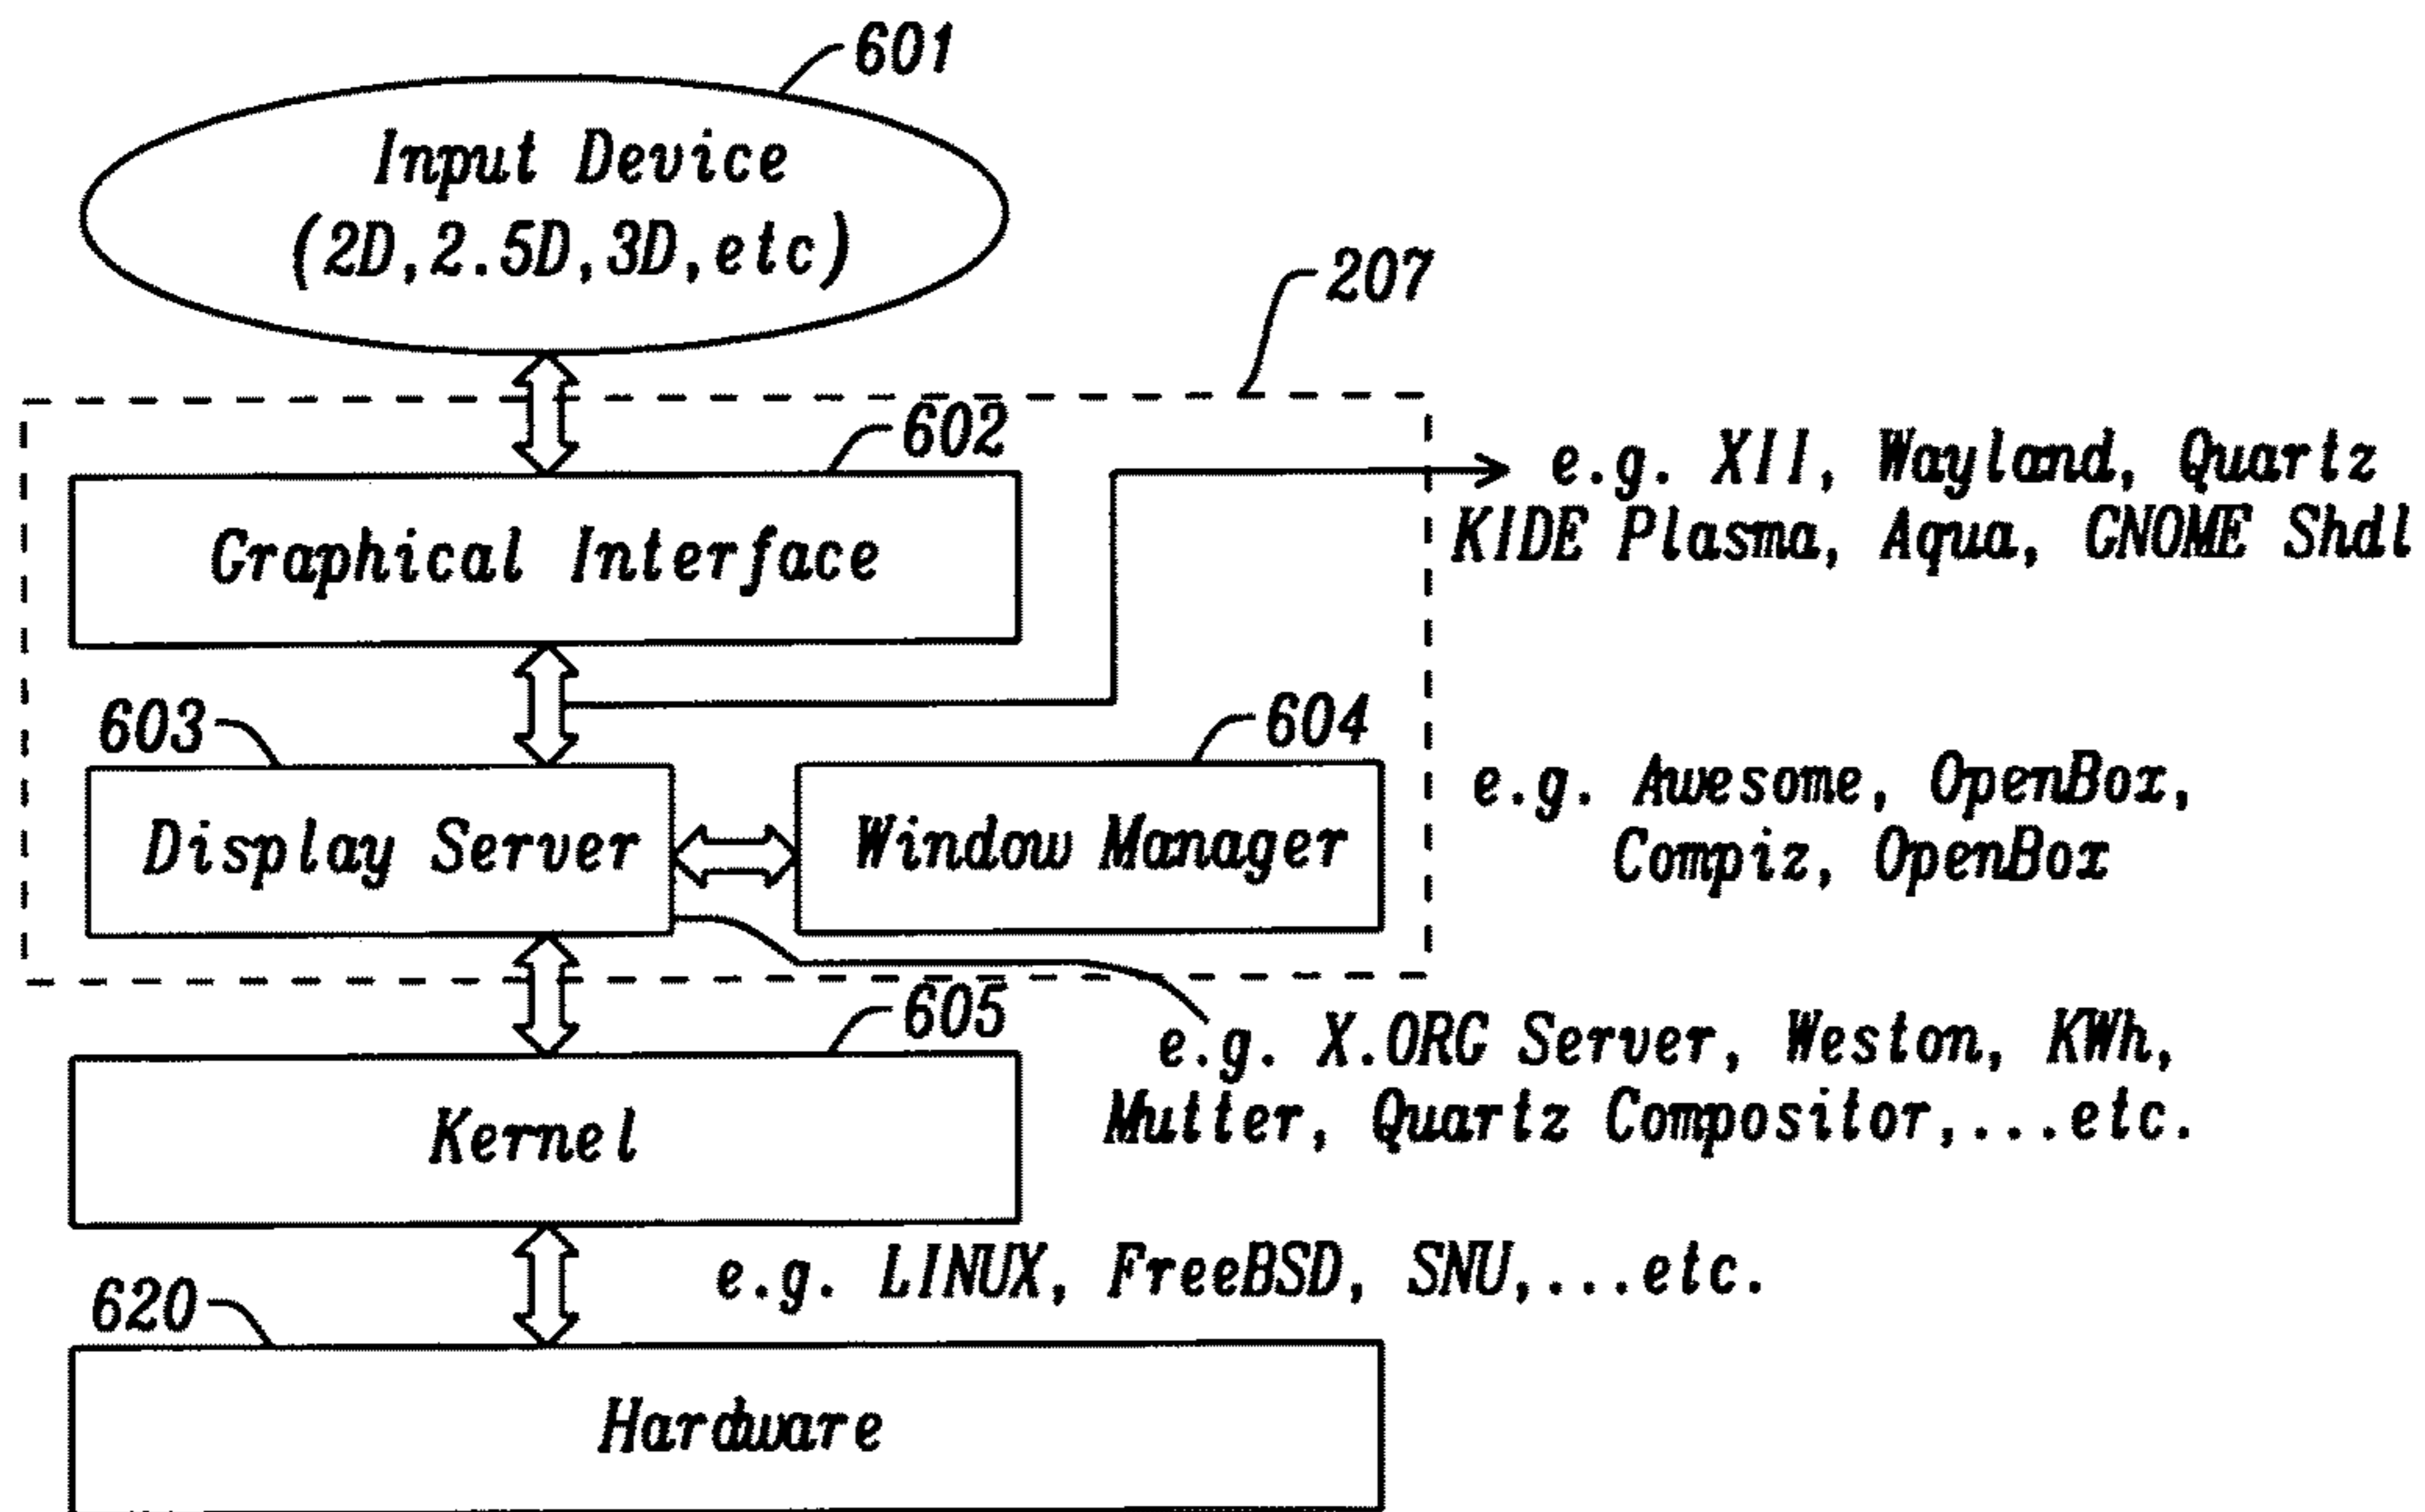 601
Input Device
(2D,2.5D,3D,etc)
207
602
e.g. XII, Wayland, Quartz
KIDE Plasma, Aqua, GNOME Shdl
Graphical Interface
603
604
e.g. Awesome, OpenBox,
Compiz, OpenBox
Display Server
Window Manager
605
e.g. X.ORG Server, Weston, KWh,
Mutter, Quartz Compositor,...etc.
Kernel
e.g. LINUX, FreeBSD, SNU,...etc.
620
Hardware